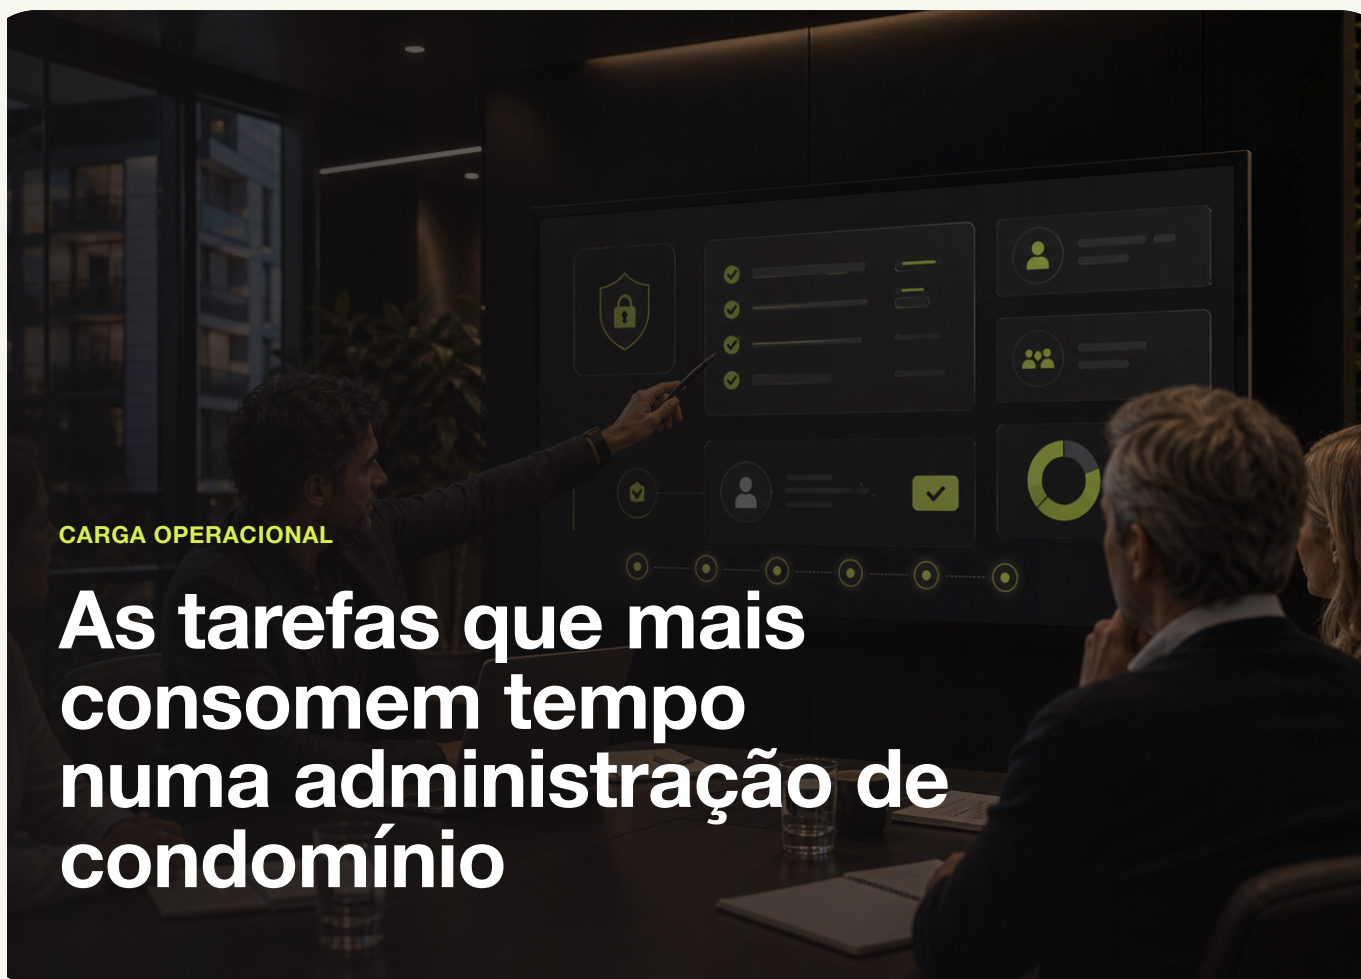 CARGA OPERACIONAL
As tarefas que mais
consomem tempo
numa administração de
condomínio